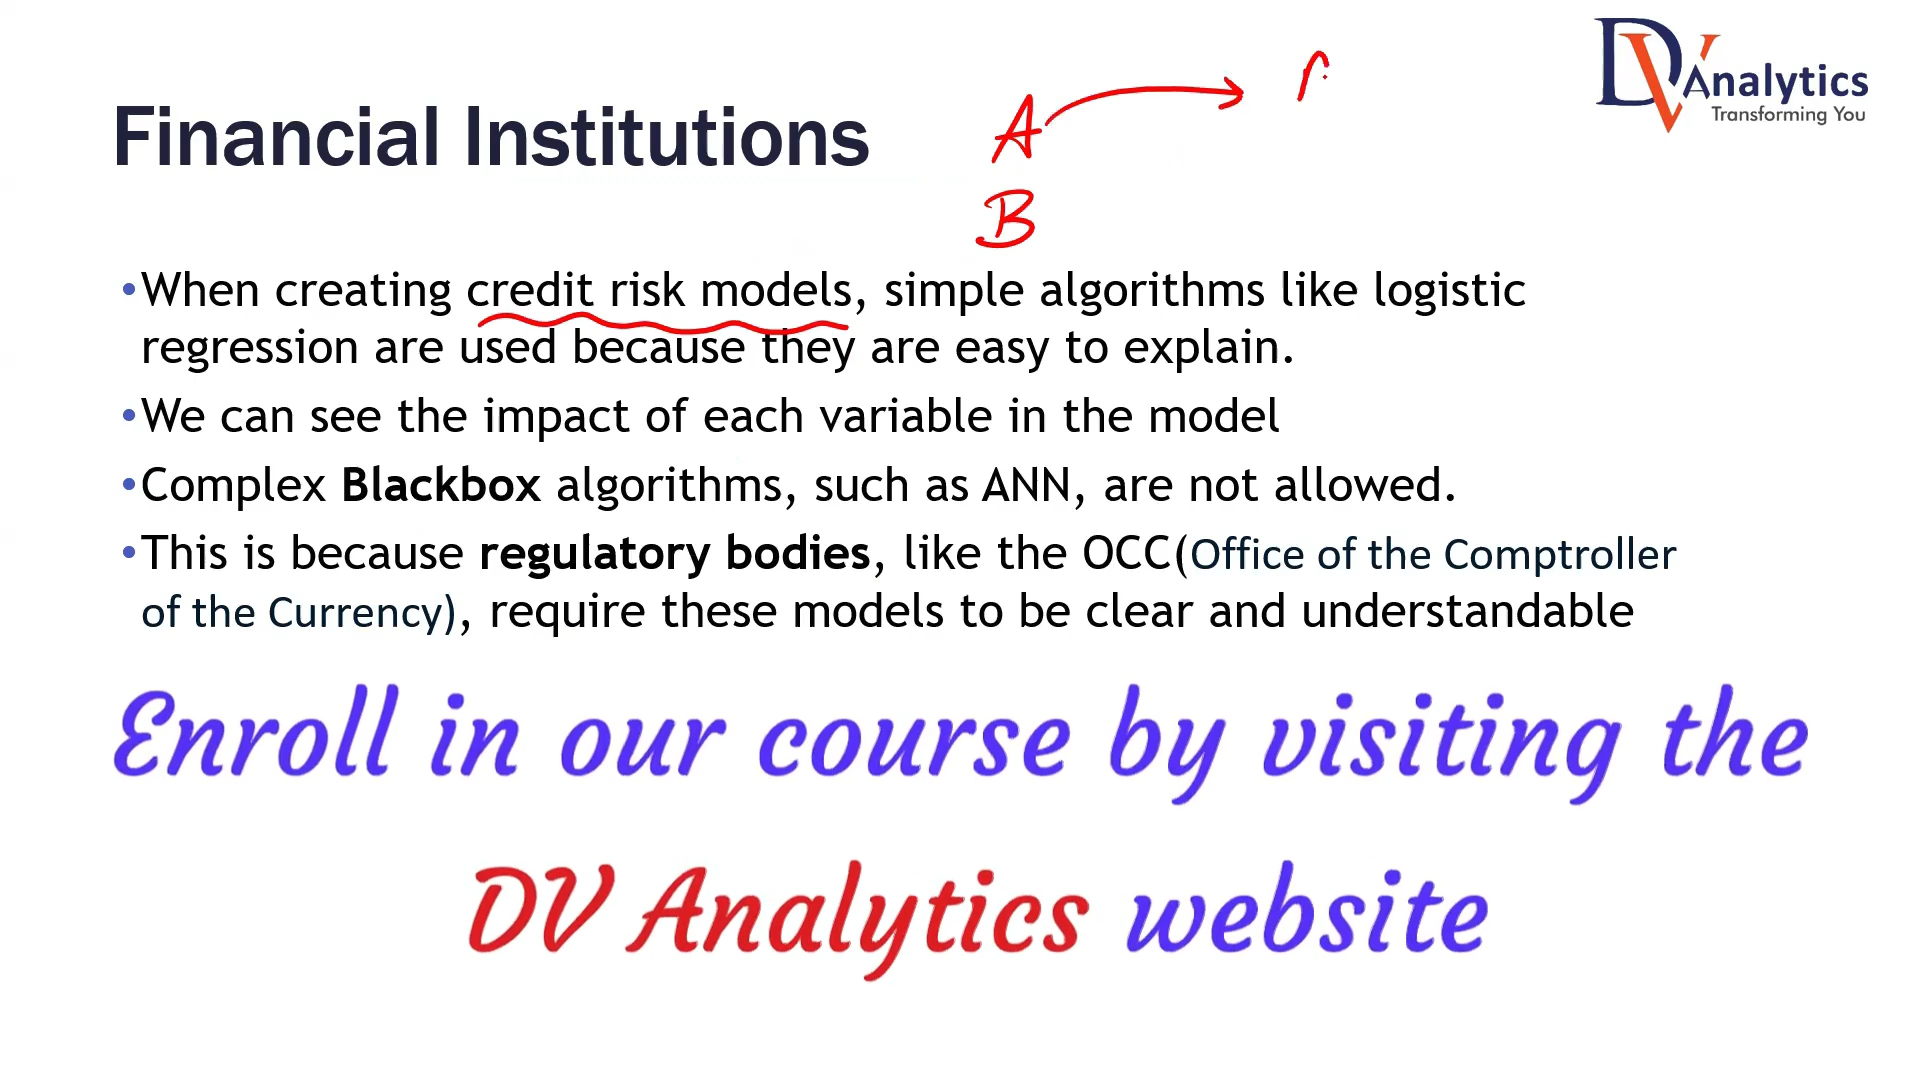 DV Analytics
Transforming You
Financial Institutions
A
B
•When creating credit risk models, simple algorithms like logistic
regression are used because they are easy to explain.
•We can see the impact of each variable in the model
•Complex Blackbox algorithms, such as ANN, are not allowed.
•This is because regulatory bodies, like the OCC(Office of the Comptroller
of the Currency), require these models to be clear and understandable
Enroll in our course by visiting the
DV Analytics website